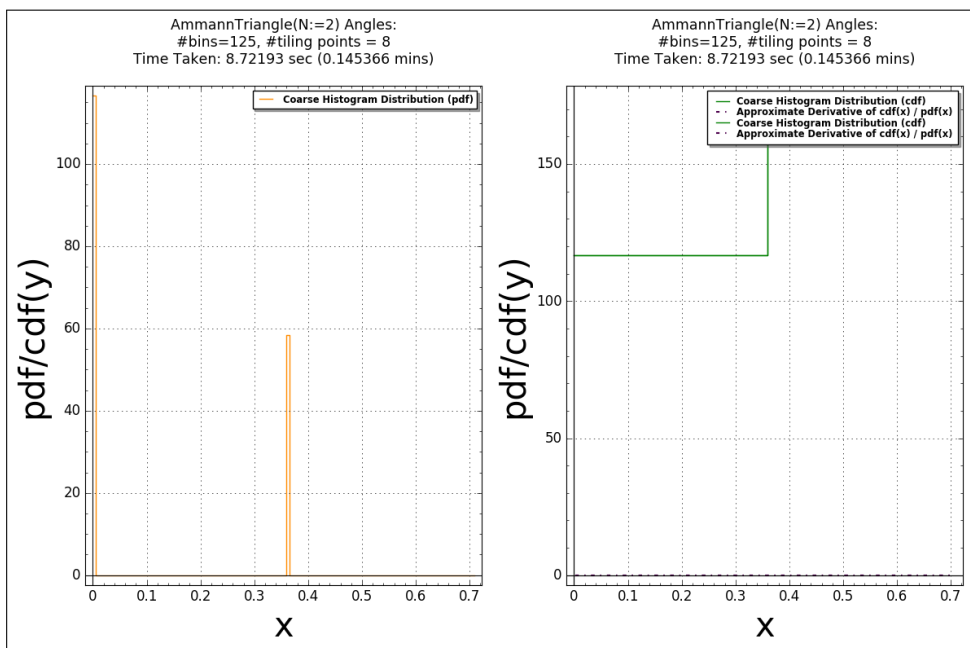 AmmannTriangle(N:=2) Angles:
#bins=125, #tiling points = 8
Time Taken: 8.72193 sec (0.145366 mins)
Coarse Histogram Distribution (pdf)
pdf/cdf(y)
100
80
60
40
20
0
0 0.1 0.2 0.3 0.4 0.5 0.6 0.7
x
AmmannTriangle(N:=2) Angles:
#bins=125, #tiling points = 8
Time Taken: 8.72193 sec (0.145366 mins)
Coarse Histogram Distribution (cdf)
Approximate Derivative of cdf(x) / pdf(x)
Coarse Histogram Distribution (cdf)
Approximate Derivative of cdf(x) / pdf(x)
pdf/cdf(y)
150
100
50
0
0 0.1 0.2 0.3 0.4 0.5 0.6 0.7
x